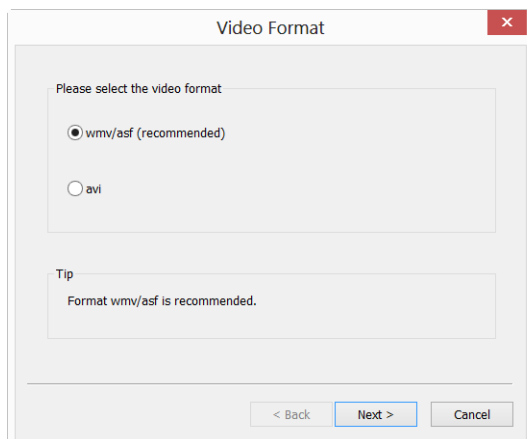 Video Format
Please select the video format
wmv/asf (recommended)
avi
Tip
Format wmv/asf is recommended.
< Back Next > Cancel